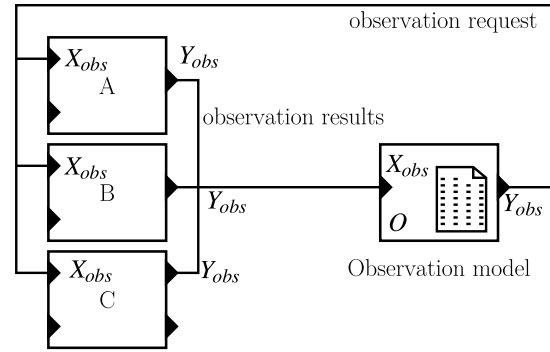 observation request
X_obs
Y_obs
A
observation results
X_obs
B
X_obs
Y_obs
Y_obs
O
X_obs
Y_obs
C
Observation model